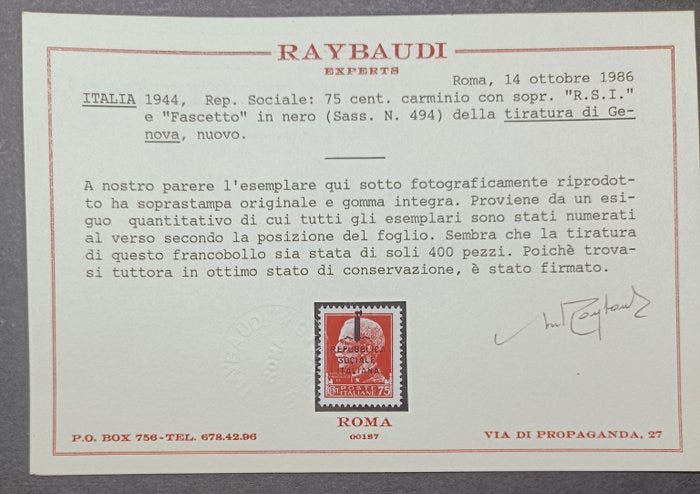 RAYBAUDI
EXPERTS
Roma, 14 ottobre 1986
ITALIA 1944, Rep. Sociale: 75 cent. carminio con sopr. "R.S.I."
e "Fascetto" in nero (Sass. N. 494) della tiratura di Ge-
nova, nuovo.
A nostro parere l'esemplare qui sotto fotograficamente riprodot-
to ha soprastampa originale e gomma integra. Proviene da un esi-
guo quantitativo di cui tutti gli esemplari sono stati numerati
al verso secondo la posizione del foglio. Sembra che la tiratura
di questo francobollo sia stata di soli 400 pezzi. Poichè trova-
si tuttora in ottimo stato di conservazione, è stato firmato.
REPUBBLICA
SOCIALE
ITALIANA
POSTE
ITALIANE
75
ROMA
00187
P.O. BOX 756-TEL. 678.42.96
VIA DI PROPAGANDA, 27